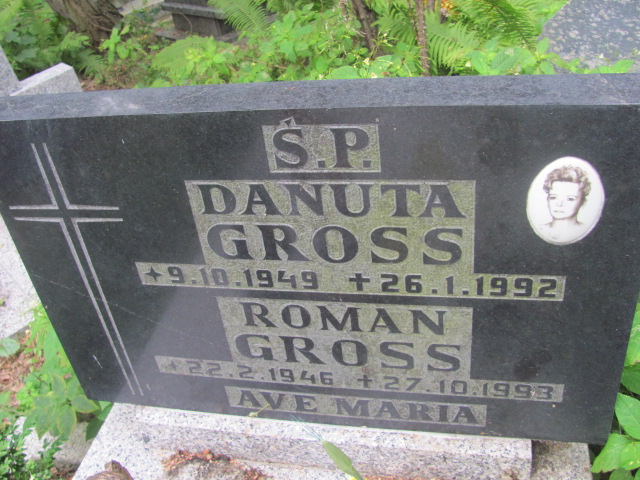 Ś.P.
DANUTA
GROSS
+9.10.1949 +26.1.1992
ROMAN
GROSS
+22.2.1946 +27.10.1993
AVE MARIA